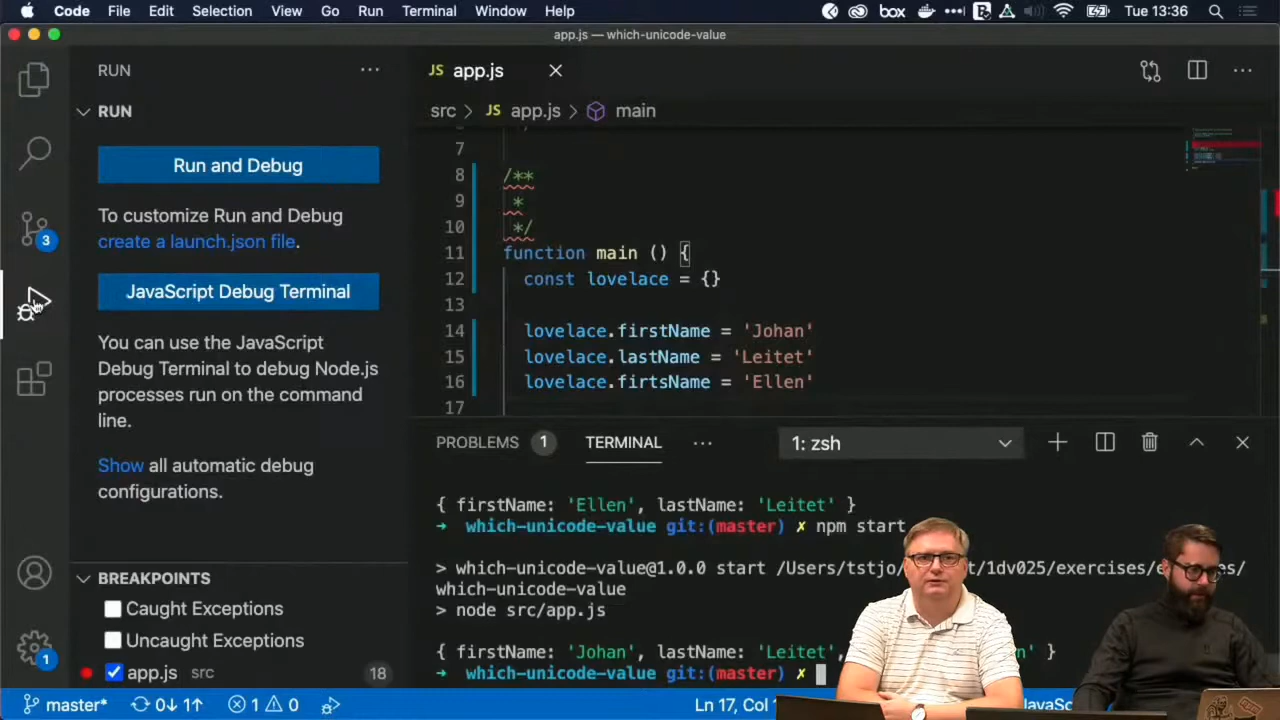 Code File Edit Selection View Go Run Terminal Window Help box Tue 13:36
app.js — which-unicode-value
RUN
JS app.js
RUN
src > JS app.js > main
Run and Debug
To customize Run and Debug
create a launch.json file.
JavaScript Debug Terminal
You can use the JavaScript
Debug Terminal to debug Node.js
processes run on the command
line.
Show all automatic debug
configurations.
7
8 /**
9 *
10 */
11 function main () {
12 const lovelace = {}
13
14 lovelace.firstName = 'Johan'
15 lovelace.lastName = 'Leitet'
16 lovelace.firtsName = 'Ellen'
17
3
1
BREAKPOINTS
Caught Exceptions
Uncaught Exceptions
app.js src 18
PROBLEMS 1 TERMINAL ··· 1: zsh
{ firstName: 'Ellen', lastName: 'Leitet' }
➜ which-unicode-value git:(master) ✗ npm start
> which-unicode-value@1.0.0 start /Users/tstjo/ /1dv025/exercises/ /
which-unicode-value
> node src/app.js
{ firstName: 'Johan', lastName: 'Leitet', ' }
➜ which-unicode-value git:(master) ✗
master* 0↓ 1↑ 1 0 Ln 17, Col